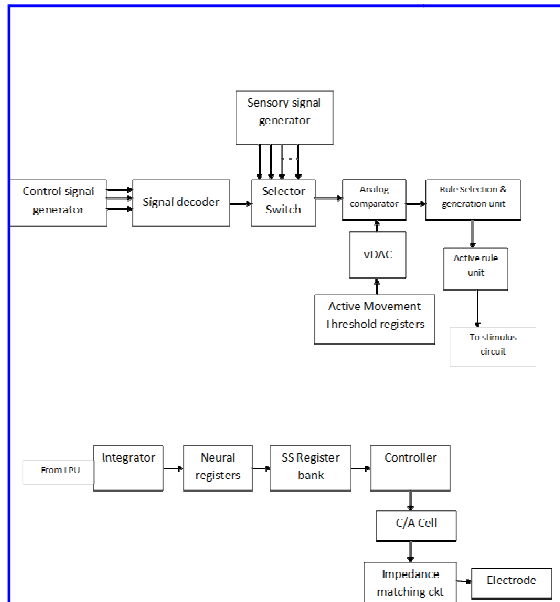 Sensory signal
generator
Control signal
generator
Signal decoder
Selector
Switch
Analog
comparator
Rule Selection &
generation unit
vDAC
Active rule
unit
Active Movement
Threshold registers
To stimulus
circuit
From LPU
Integrator
Neural
registers
SS Register
bank
Controller
C/A Cell
Impedance
matching ckt
Electrode